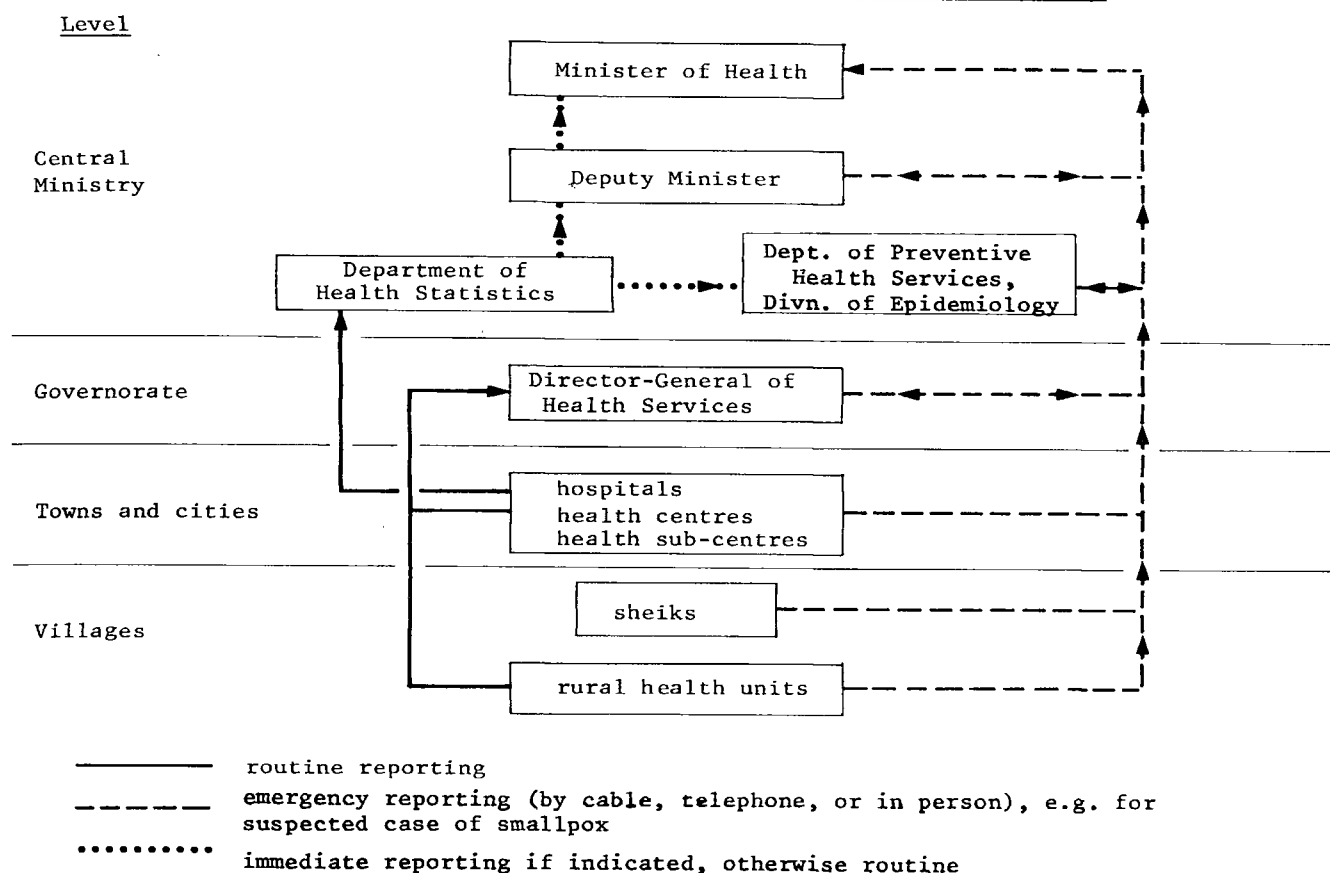 Level
Minister of Health
Central
Ministry
Deputy Minister
Department of
Health Statistics
Dept. of Preventive
Health Services,
Divn. of Epidemiology
Governorate
Director-General of
Health Services
Towns and cities
hospitals
health centres
health sub-centres
Villages
sheiks
rural health units
routine reporting
emergency reporting (by cable, telephone, or in person), e.g. for
suspected case of smallpox
immediate reporting if indicated, otherwise routine